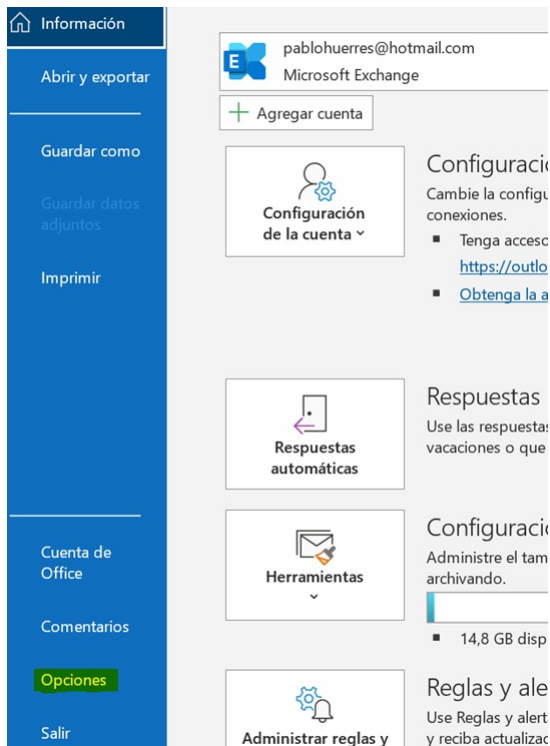 Información
Abrir y exportar
Guardar como
Guardar datos
adjuntos
Imprimir
Cuenta de
Office
Comentarios
Opciones
Salir
E
pablohuerres@hotmail.com
Microsoft Exchange
Agregar cuenta
Configuración
de la cuenta
Configuracio
Cambie la configu
conexiones.
Tenga acceso
https://outlo
Obtenga la a
Respuestas
automáticas
Respuestas
Use las respuestas
vacaciones o que
Herramientas
Configuracio
Administre el tam
archivando.
14,8 GB disp
Administrar reglas y
Reglas y ale
Use Reglas y alert
y reciba actualizac